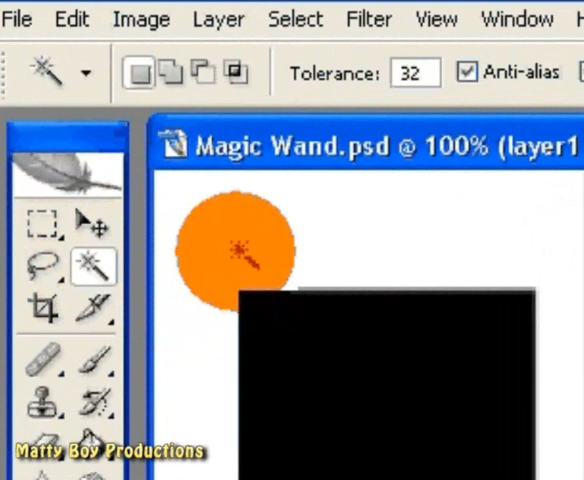 File Edit Image Layer Select Filter View Window
Tolerance: 32 Anti-alias
Magic Wand.psd @ 100% (layer1
Matty Boy Productions